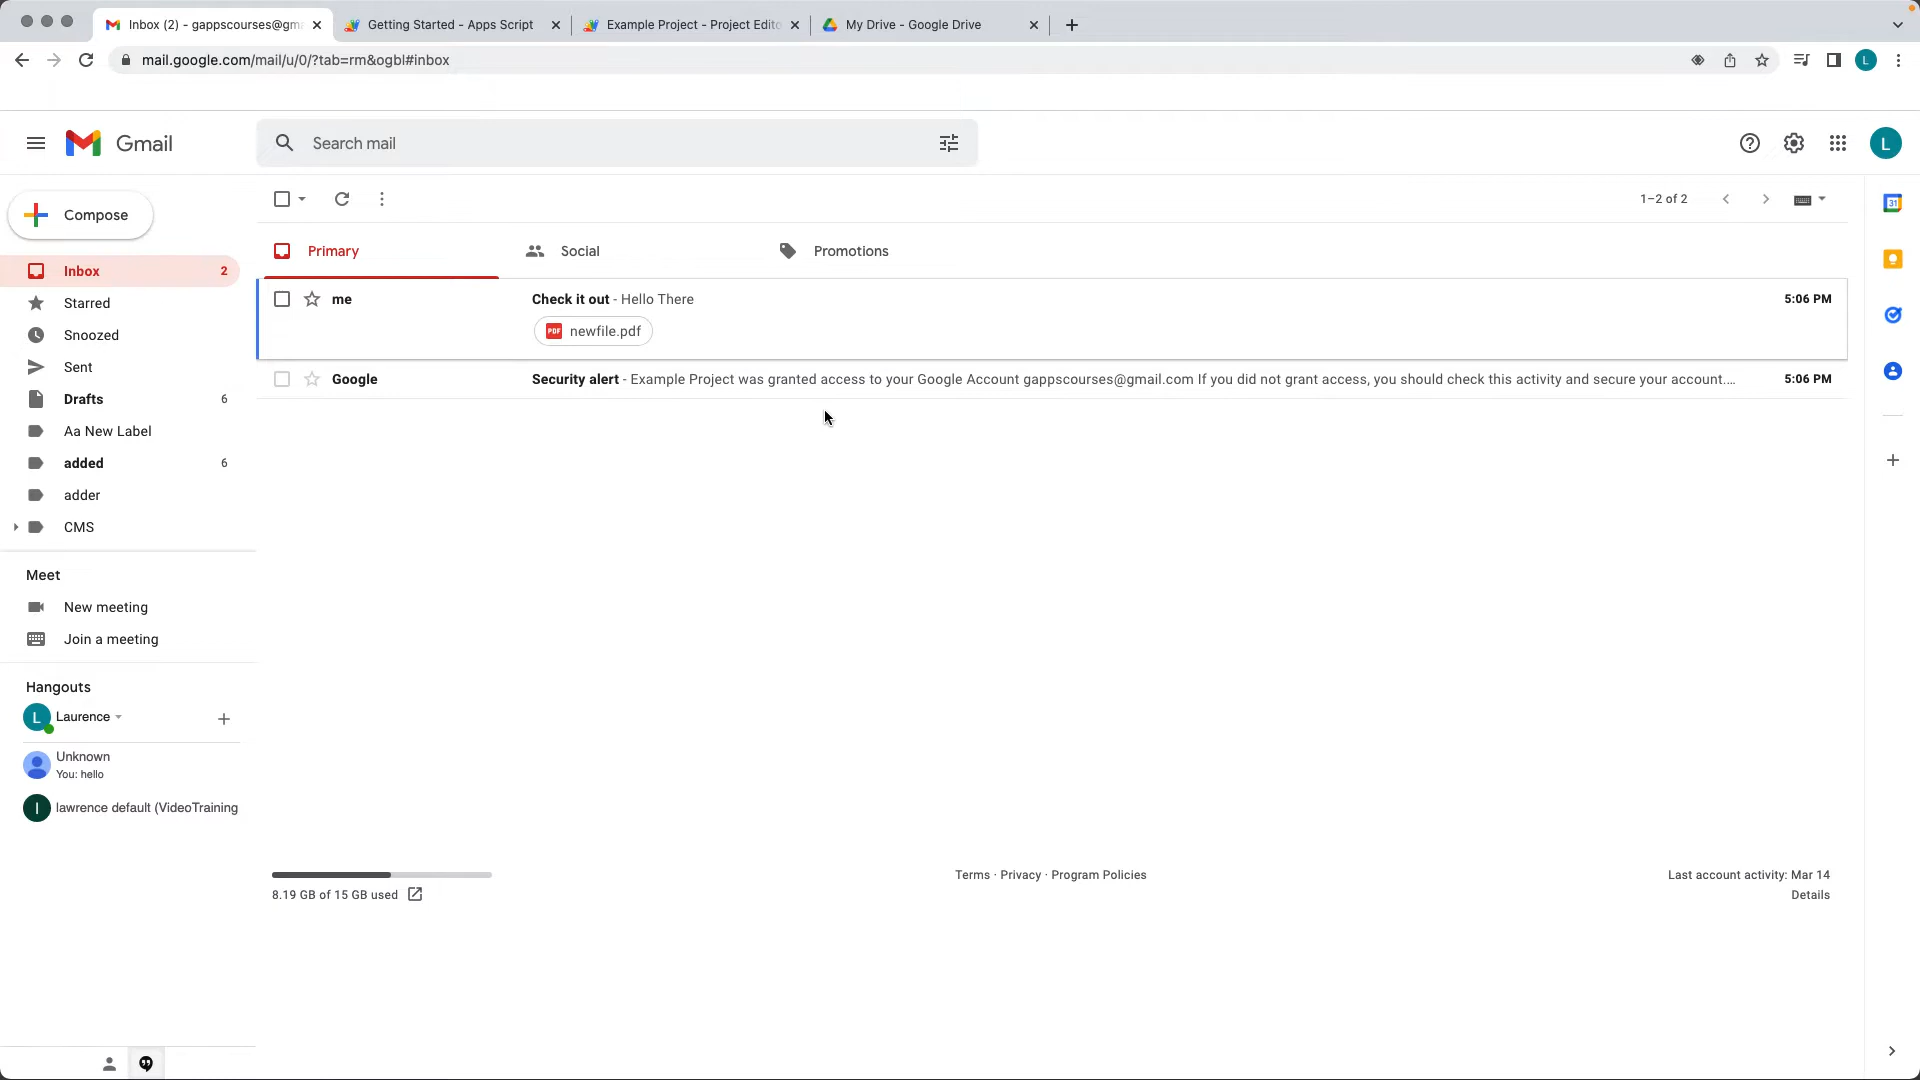 Inbox (2) - gappscourses@gma
Getting Started - Apps Script
Example Project - Project Edito
My Drive - Google Drive
mail.google.com/mail/u/0/?tab=rm&ogbl#inbox
L
Gmail
Search mail
L
Compose
1–2 of 2
31
Primary
Social
Promotions
Inbox 2
Starred
Snoozed
Sent
Drafts 6
Aa New Label
added 6
adder
CMS
me Check it out - Hello There 5:06 PM
PDF newfile.pdf
Google Security alert - Example Project was granted access to your Google Account gappscourses@gmail.com If you did not grant access, you should check this activity and secure your account.... 5:06 PM
Meet
New meeting
Join a meeting
Hangouts
L Laurence
Unknown
You: hello
l lawrence default (VideoTraining
8.19 GB of 15 GB used
Terms · Privacy · Program Policies
Last account activity: Mar 14
Details